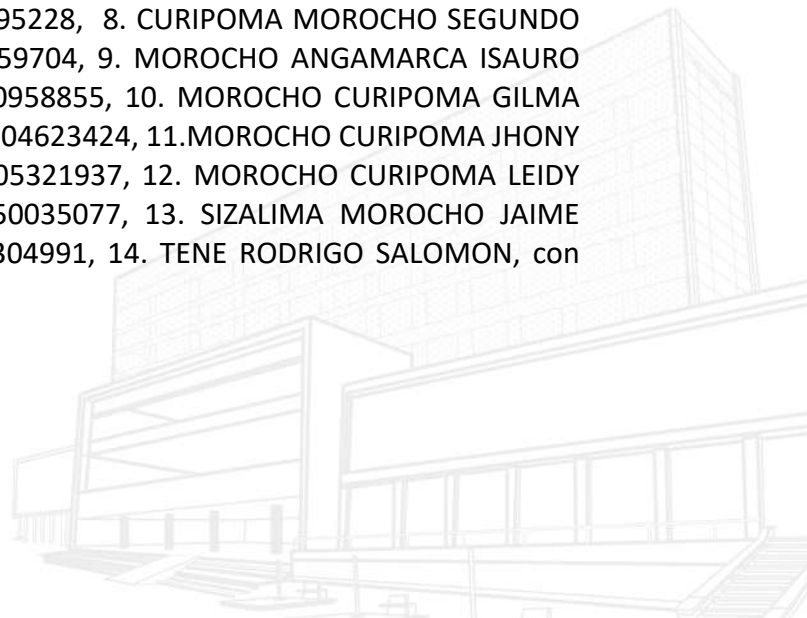 95228, 8. CURIPOMA MOROCHO SEGUNDO
59704, 9. MOROCHO ANGAMARCA ISAURO
0958855, 10. MOROCHO CURIPOMA GILMA
04623424, 11.MOROCHO CURIPOMA JHONY
05321937, 12. MOROCHO CURIPOMA LEIDY
50035077, 13. SIZALIMA MOROCHO JAIME
304991, 14. TENE RODRIGO SALOMON, con